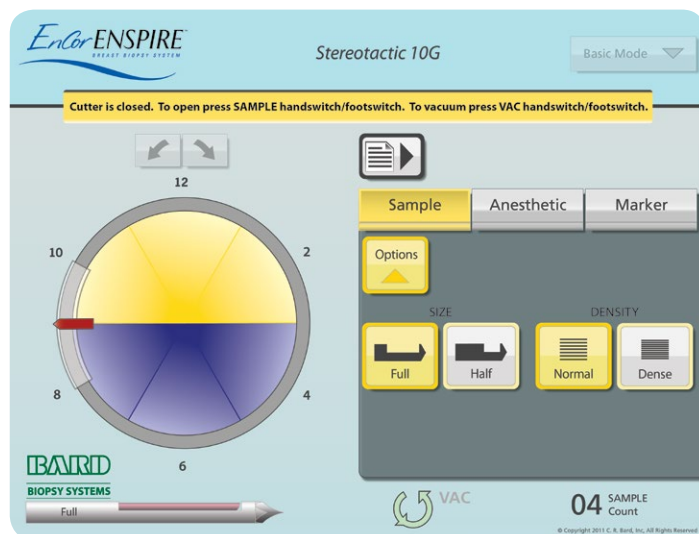 EnCor ENSPIRE™
BREAST BIOPSY SYSTEM
Stereotactic 10G
Basic Mode
Cutter is closed. To open press SAMPLE handswitch/footswitch. To vacuum press VAC handswitch/footswitch.
12
10
2
8
4
6
Sample
Anesthetic
Marker
Options
SIZE
DENSITY
Full
Half
Normal
Dense
BARD
BIOPSY SYSTEMS
Full
VAC
04 SAMPLE
Count
© Copyright 2011 C. R. Bard, Inc, All Rights Reserved